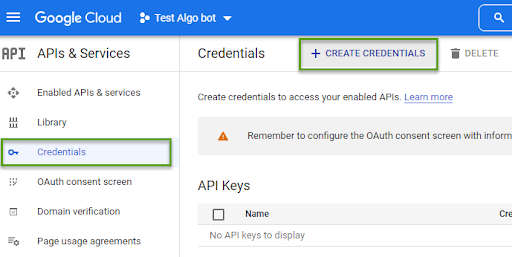 Google Cloud
Test Algo bot
API APIs & Services
Credentials
+ CREATE CREDENTIALS
DELETE
Enabled APIs & services
Library
Credentials
OAuth consent screen
Domain verification
Page usage agreements
Create credentials to access your enabled APIs. Learn more
Remember to configure the OAuth consent screen with inform
API Keys
Name
Cre
No API keys to display